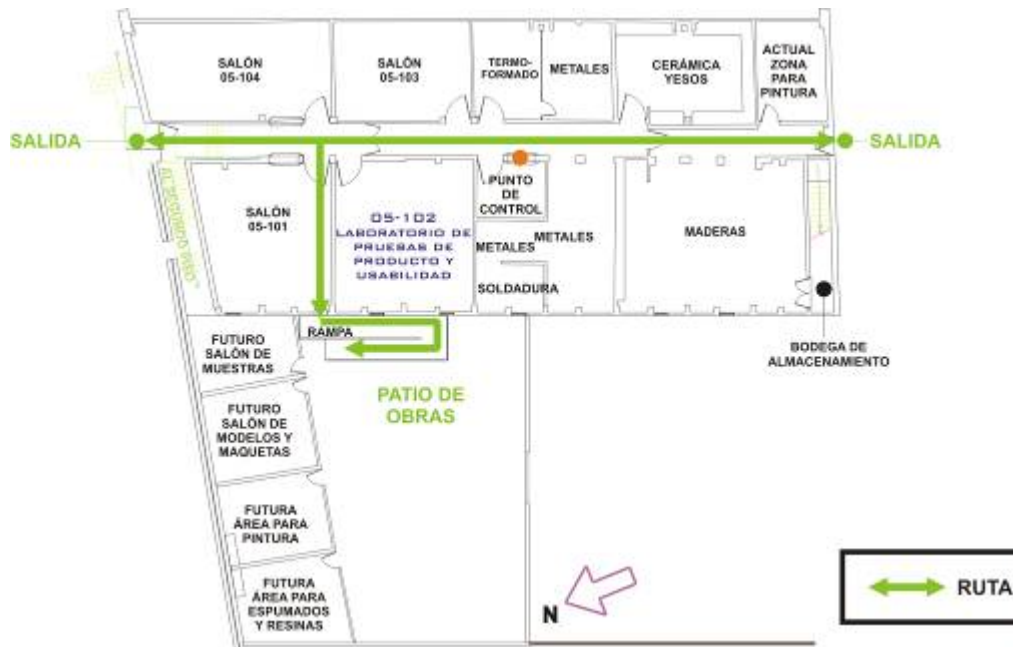 SALÓN
05-104
SALÓN
05-103
TERMO-
FORMADO
METALES
CERÁMICA
YESOS
ACTUAL
ZONA
PARA
PINTURA
SALIDA
SALIDA
SALÓN
05-101
05-102
LABORATORIO DE
PRUEBAS DE
PRODUCTO Y
USABILIDAD
PUNTO
DE
CONTROL
METALES
METALES
SOLDADURA
MADERAS
BODEGA DE
ALMACENAMIENTO
RAMPA
FUTURO
SALÓN DE
MUESTRAS
PATIO DE
OBRAS
FUTURO
SALÓN DE
MODELOS Y
MAQUETAS
FUTURA
ÁREA PARA
PINTURA
FUTURA
ÁREA PARA
ESPUMADOS
Y RESINAS
N
RUTA